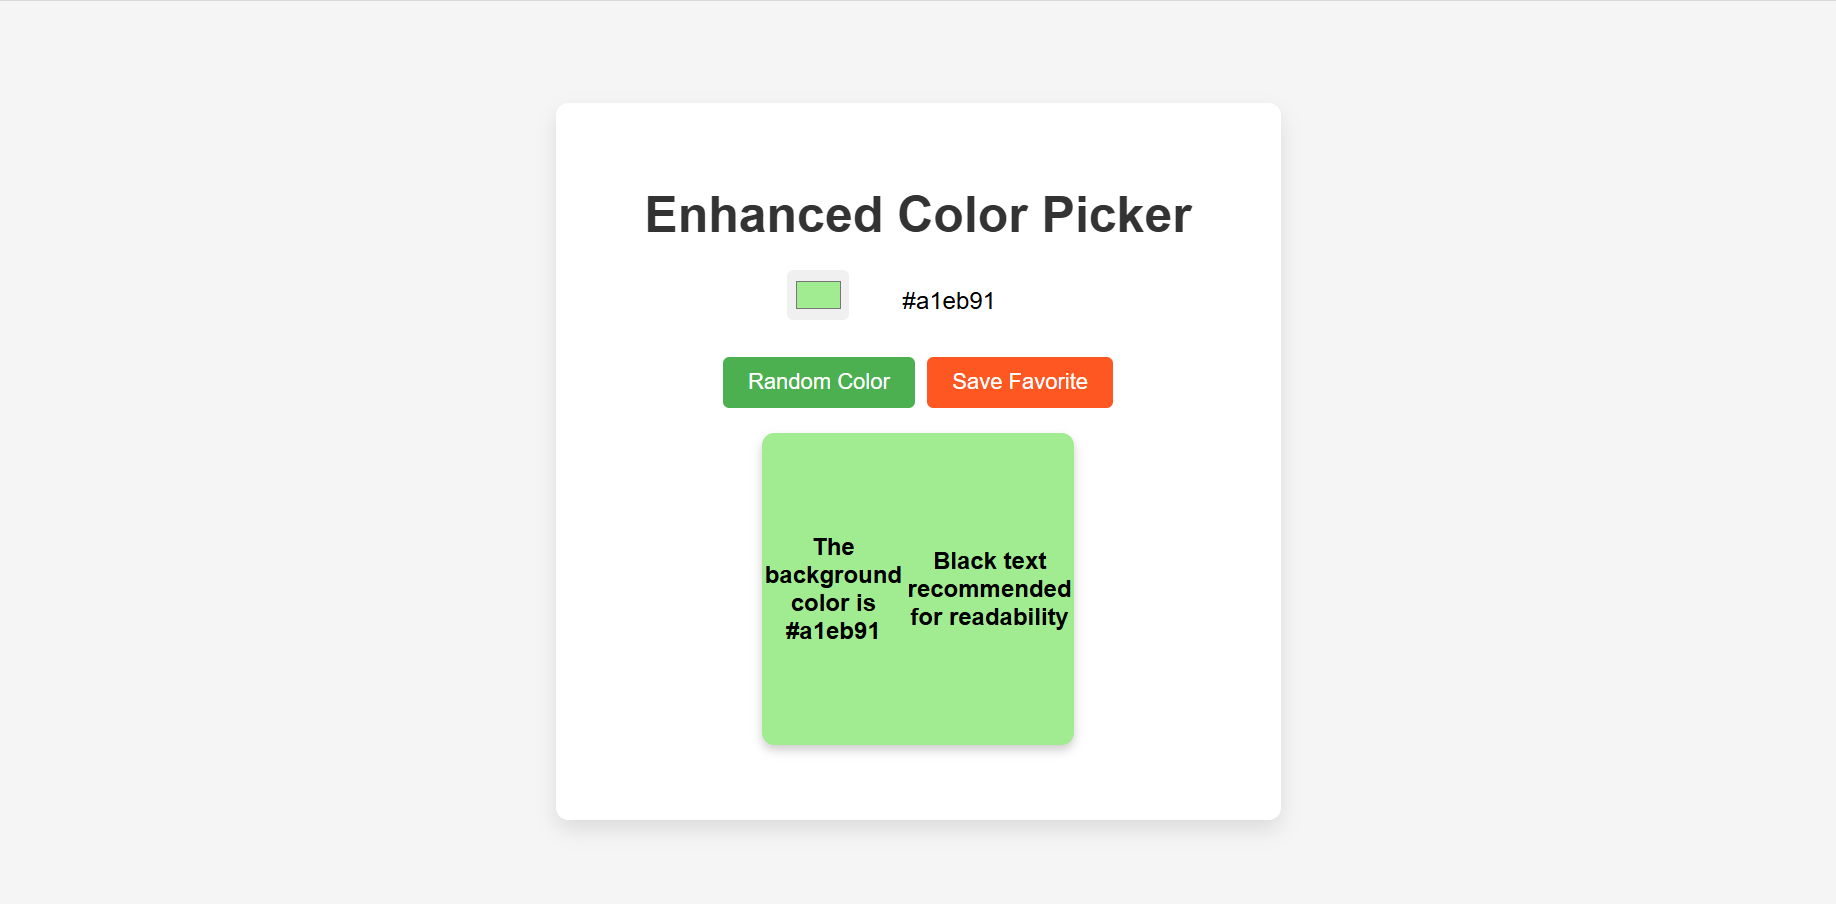 Enhanced Color Picker
#a1eb91
Random Color
Save Favorite
The
background
color is
#a1eb91
Black text
recommended
for readability